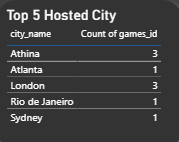 Top 5 Hosted City
city_name Count of games_id
Athina 3
Atlanta 1
London 3
Rio de Janeiro 1
Sydney 1